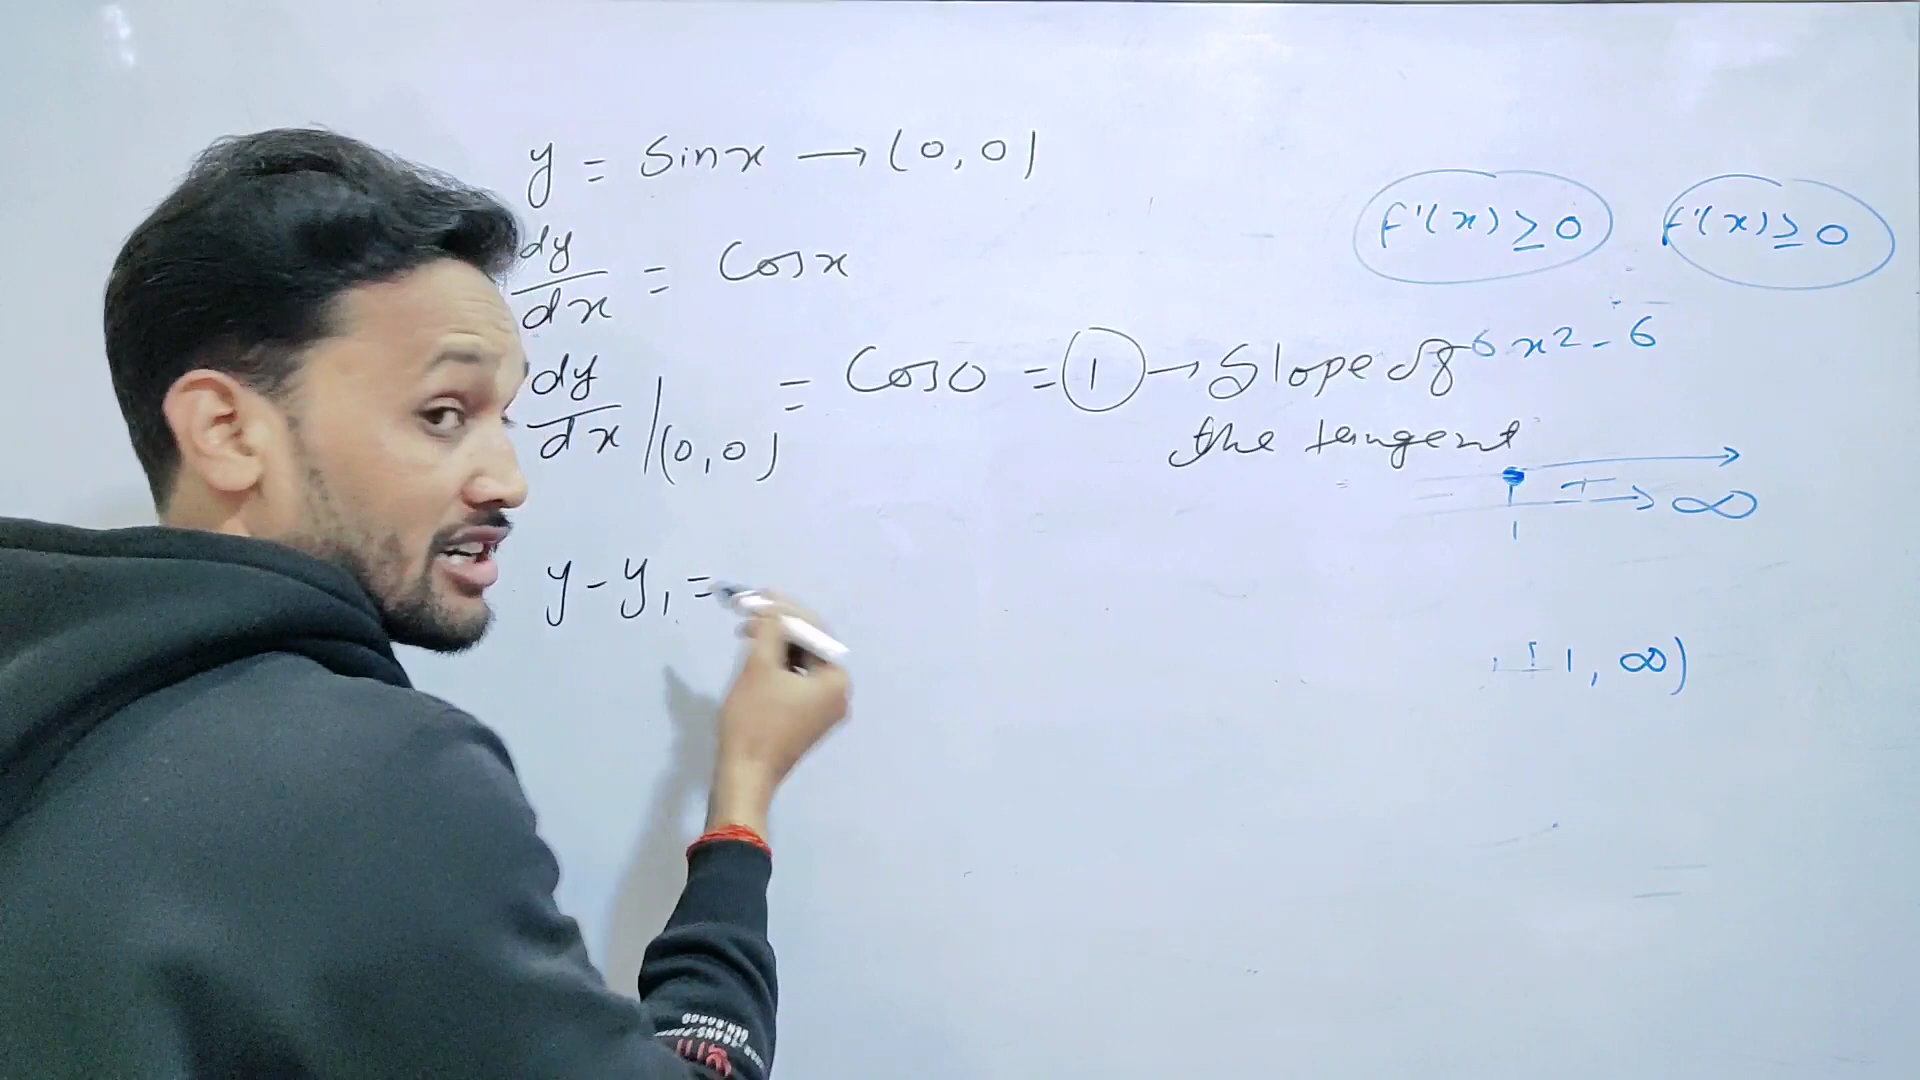 y = Sinx → (0, 0)
dy/dx = Cosx
dy/dx|(0,0) = Cos0 = 1 → Slope of
the tangent
y - y₁ =
f'(x) ≥ 0
f'(x) ≥ 0
6x2 - 6
+
∞
1
1, ∞)